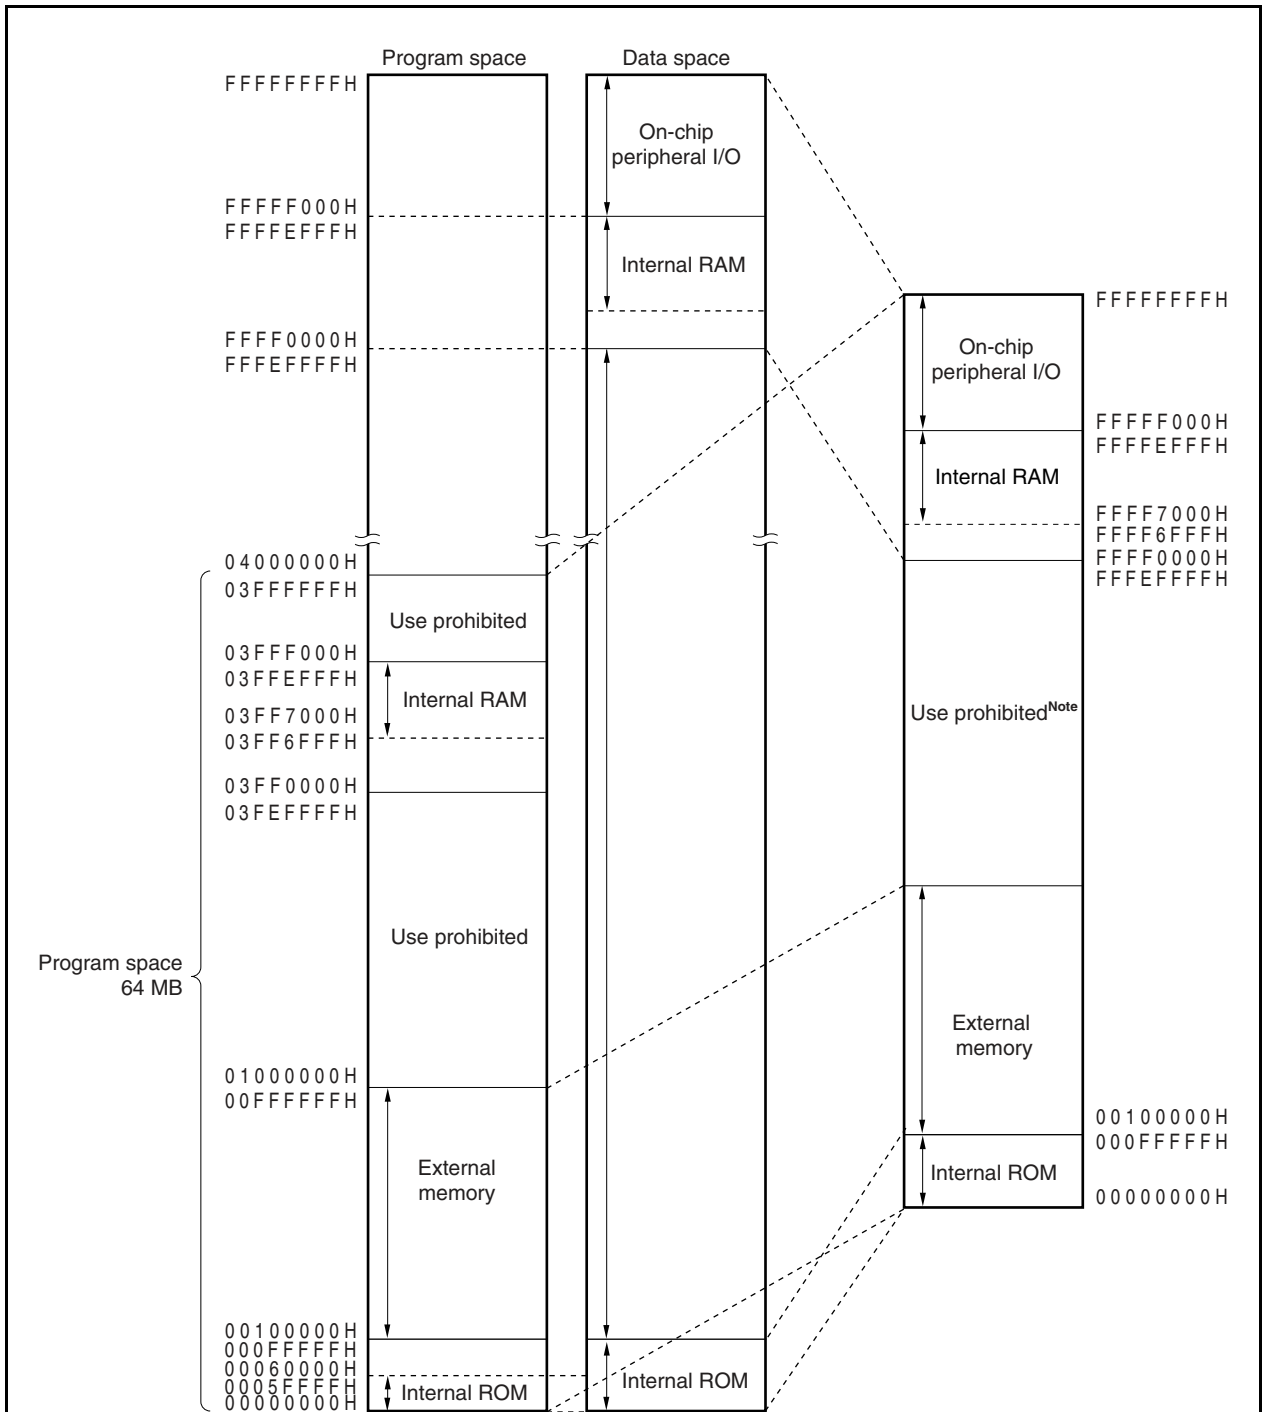 Program space
Data space
FFFFFFFFH
On-chip
peripheral I/O
FFFFF000H
FFFFEFFFH
Internal RAM
FFFF0000H
FFFEFFFFH
04000000H
03FFFFFFH
Use prohibited
03FFF000H
03FFEFFFH
Internal RAM
03FF7000H
03FF6FFFH
03FF0000H
03FEFFFFH
Use prohibited
Program space
64 MB
01000000H
00FFFFFFH
External
memory
00100000H
000FFFFFH
00060000H
0005FFFFH
00000000H
Internal ROM
Internal ROM
FFFFFFFFH
On-chip
peripheral I/O
FFFFF000H
FFFFEFFFH
Internal RAM
FFFF7000H
FFFF6FFFH
FFFF0000H
FFFEFFFFH
Use prohibitedNote
External
memory
00100000H
000FFFFFH
Internal ROM
00000000H